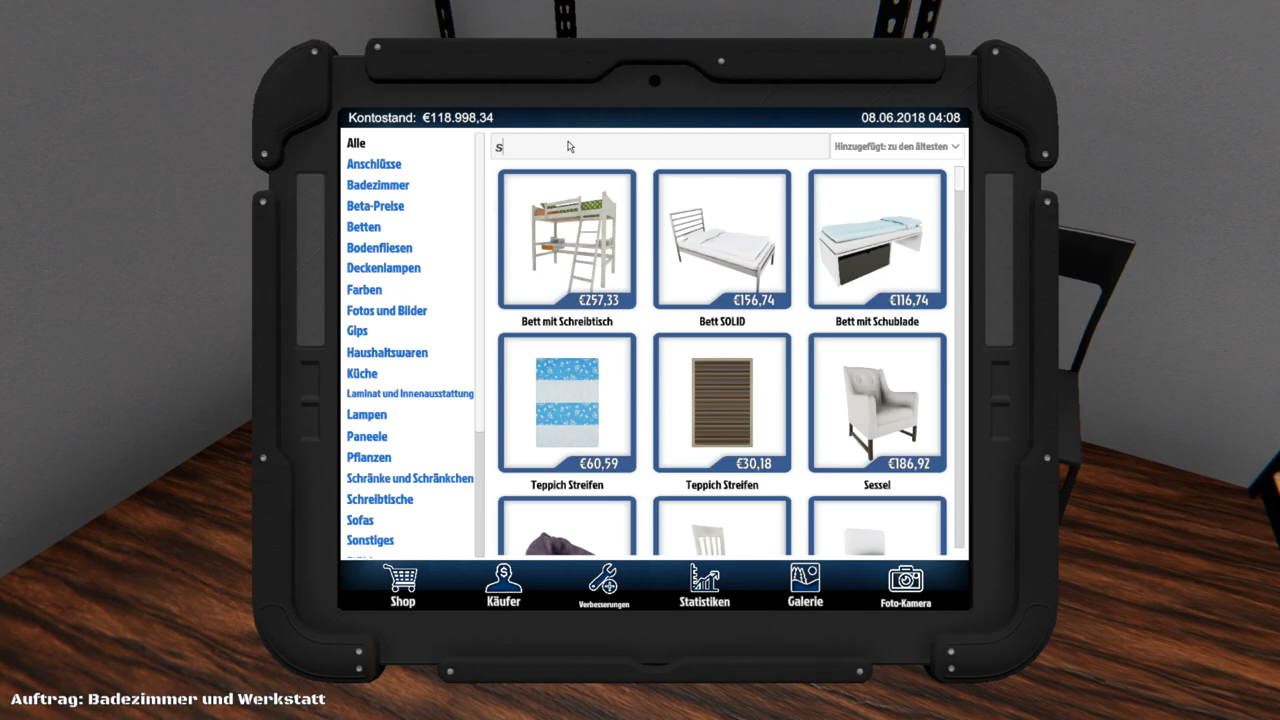 Kontostand: €118.998,34
08.06.2018 04:08
Alle
Anschlüsse
Badezimmer
Beta-Preise
Betten
Bodenfliesen
Deckenlampen
Farben
Fotos und Bilder
Gips
Haushaltswaren
Küche
Laminat und Innenausstattung
Lampen
Paneele
Pflanzen
Schränke und Schränkchen
Schreibtische
Sofas
Sonstiges
s
Hinzugefügt: zu den ältesten
€257,33
€156,74
€116,74
Bett mit Schreibtisch
Bett SOLID
Bett mit Schublade
€60,59
€30,18
€186,92
Teppich Streifen
Teppich Streifen
Sessel
Shop
Käufer
Verbesserungen
Statistiken
Galerie
Foto-Kamera
Auftrag: Badezimmer und Werkstatt